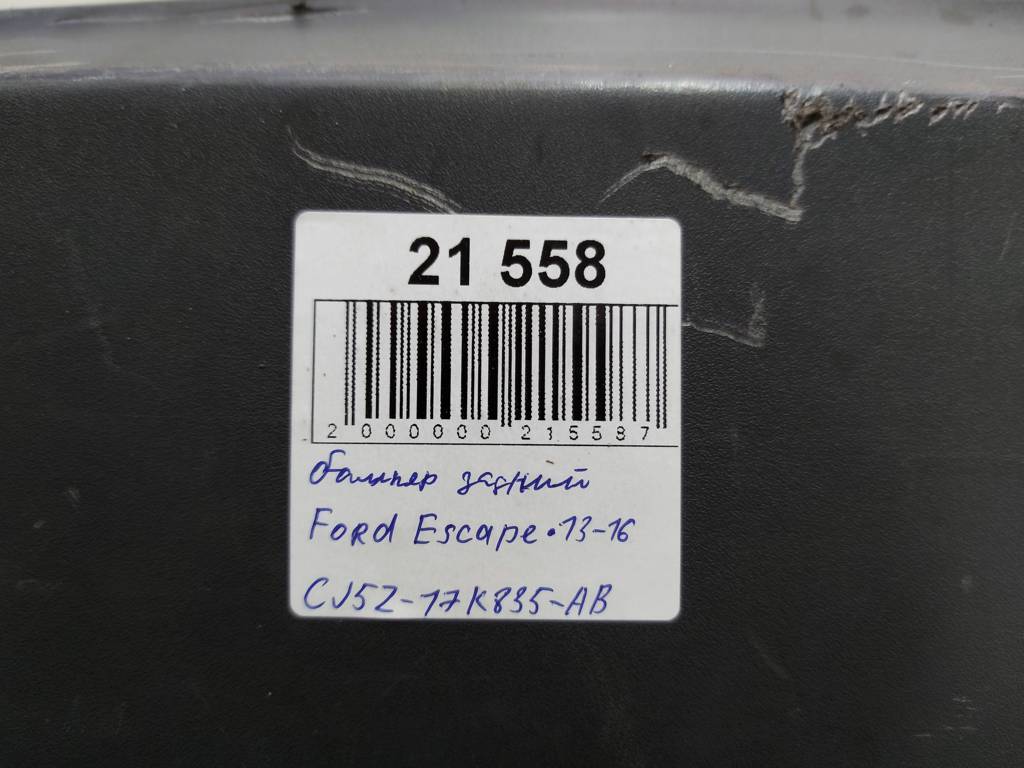 21 558
2 000000 215587
бампер задний
Ford Escape • 13-16
CJ5Z-17K835-AB